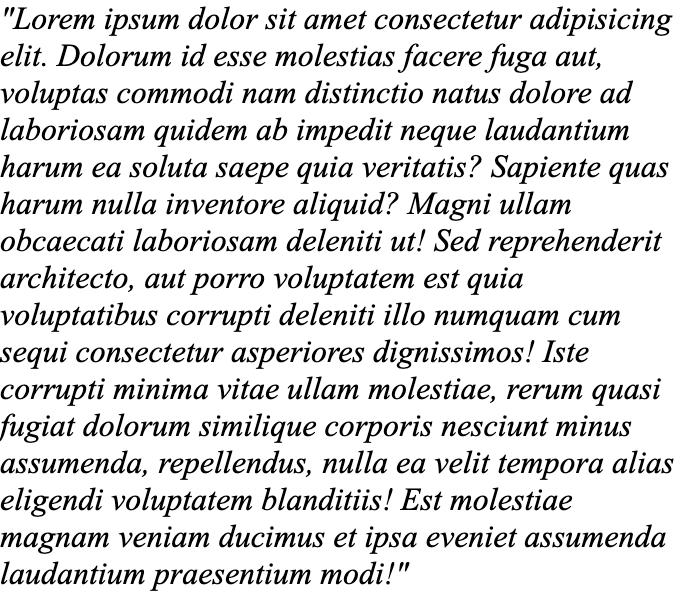 "Lorem ipsum dolor sit amet consectetur adipisicing
elit. Dolorum id esse molestias facere fuga aut,
voluptas commodi nam distinctio natus dolore ad
laboriosam quidem ab impedit neque laudantium
harum ea soluta saepe quia veritatis? Sapiente quas
harum nulla inventore aliquid? Magni ullam
obcaecati laboriosam deleniti ut! Sed reprehenderit
architecto, aut porro voluptatem est quia
voluptatibus corrupti deleniti illo numquam cum
sequi consectetur asperiores dignissimos! Iste
corrupti minima vitae ullam molestiae, rerum quasi
fugiat dolorum similique corporis nesciunt minus
assumenda, repellendus, nulla ea velit tempora alias
eligendi voluptatem blanditiis! Est molestiae
magnam veniam ducimus et ipsa eveniet assumenda
laudantium praesentium modi!"